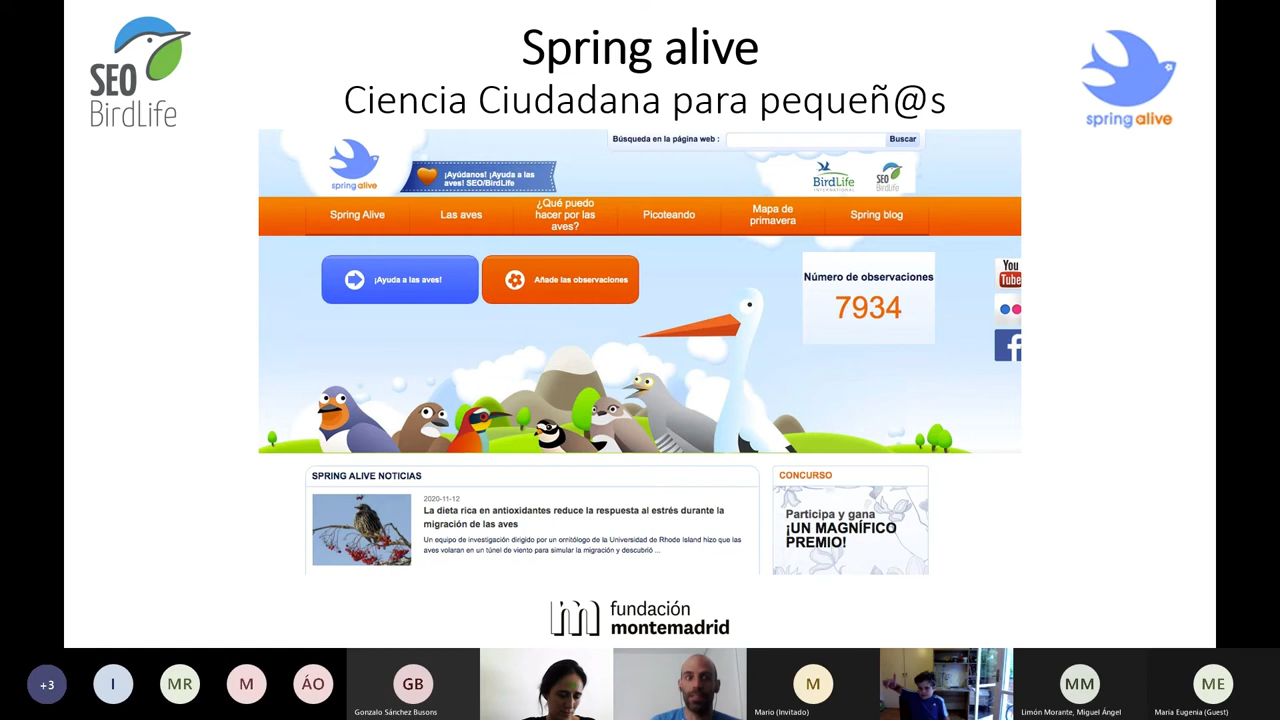 SEO
BirdLife
Spring alive
Ciencia Ciudadana para pequeñ@s
spring alive
Búsqueda en la página web :
Buscar
spring alive
¡Ayúdanos! ¡Ayuda a las
aves! SEO/BirdLife
BirdLife
INTERNATIONAL
SEO
BirdLife
Spring Alive
Las aves
¿Qué puedo
hacer por las
aves?
Picoteando
Mapa de
primavera
Spring blog
¡Ayuda a las aves!
Añade las observaciones
Número de observaciones
7934
You
Tube
f
SPRING ALIVE NOTICIAS
2020-11-12
La dieta rica en antioxidantes reduce la respuesta al estrés durante la
migración de las aves
Un equipo de investigación dirigido por un ornitólogo de la Universidad de Rhode Island hizo que las
aves volaran en un túnel de viento para simular la migración y descubrió ...
CONCURSO
Participa y gana
¡UN MAGNÍFICO
PREMIO!
m
fundación
montemadrid
+3
I
MR
M
ÁO
GB
Gonzalo Sánchez Busons
M
Mario (Invitado)
MM
Limón Morante, Miguel Ángel
ME
Maria Eugenia (Guest)